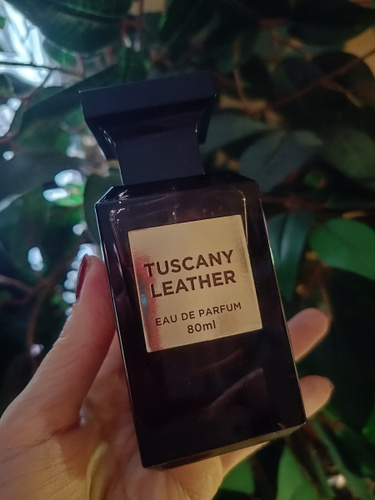 TUSCANY
LEATHER
EAU DE PARFUM
80ml